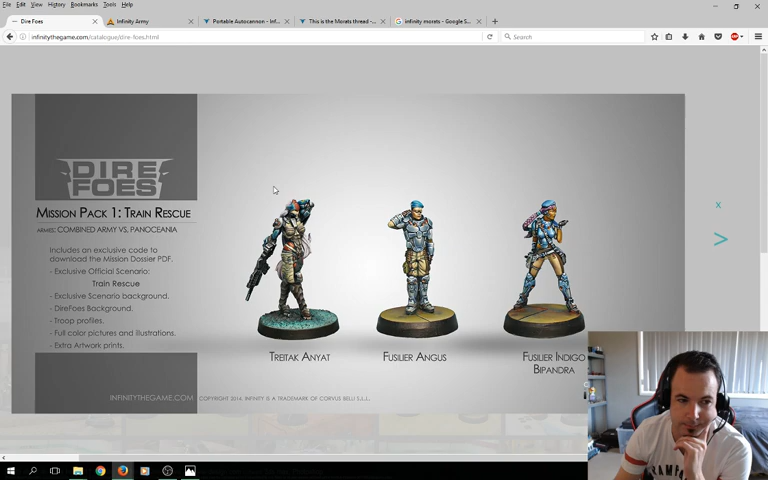 File Edit View History Bookmarks Tools Help
Dire Foes
Infinity Army
Portable Autocannon - Inf...
This is the Morats thread -...
infinity morats - Google S...
infinitythegame.com/catalogue/dire-foes.html
Search
DIRE
FOES
MISSION PACK 1: TRAIN RESCUE
ARMIES: COMBINED ARMY VS. PANOCEANIA
Includes an exclusive code to
download the Mission Dossier PDF.
- Exclusive Official Scenario:
Train Rescue
- Exclusive Scenario background.
- DireFoes Background.
- Troop profiles.
- Full color pictures and illustrations.
- Extra Artwork prints.
TREITAK ANYAT
FUSILIER ANGUS
FUSILIER INDIGO
BIPANDRA
x
>
INFINITYTHEGAME.COM
COPYRIGHT 2014. INFINITY IS A TRADEMARK OF CORVUS BELLI S.L.L.